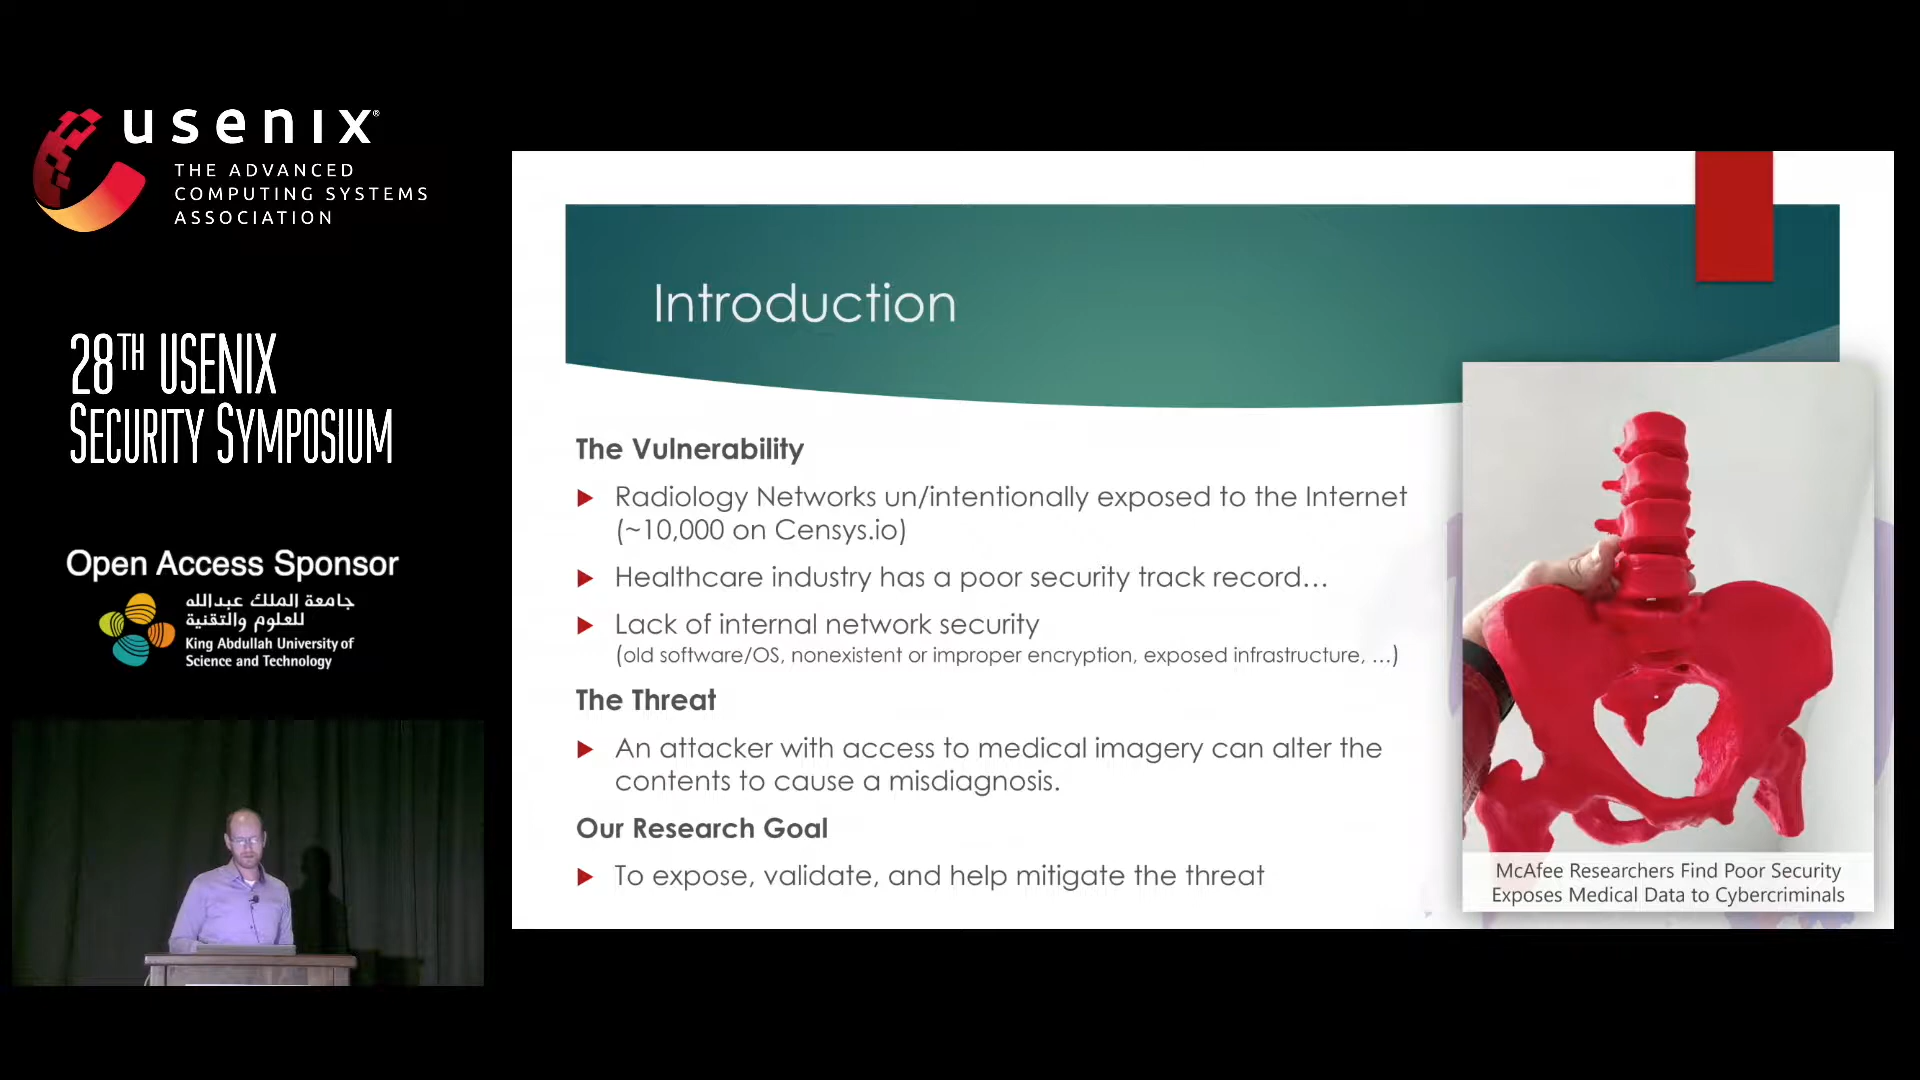 usenix®
THE ADVANCED
COMPUTING SYSTEMS
ASSOCIATION
28TH USENIX
SECURITY SYMPOSIUM
Open Access Sponsor
جامعة الملك عبدالله
للعلوم والتقنية
King Abdullah University of
Science and Technology
Introduction
The Vulnerability
Radiology Networks un/intentionally exposed to the Internet
(~10,000 on Censys.io)
Healthcare industry has a poor security track record…
Lack of internal network security
(old software/OS, nonexistent or improper encryption, exposed infrastructure, …)
The Threat
An attacker with access to medical imagery can alter the
contents to cause a misdiagnosis.
Our Research Goal
To expose, validate, and help mitigate the threat
McAfee Researchers Find Poor Security
Exposes Medical Data to Cybercriminals